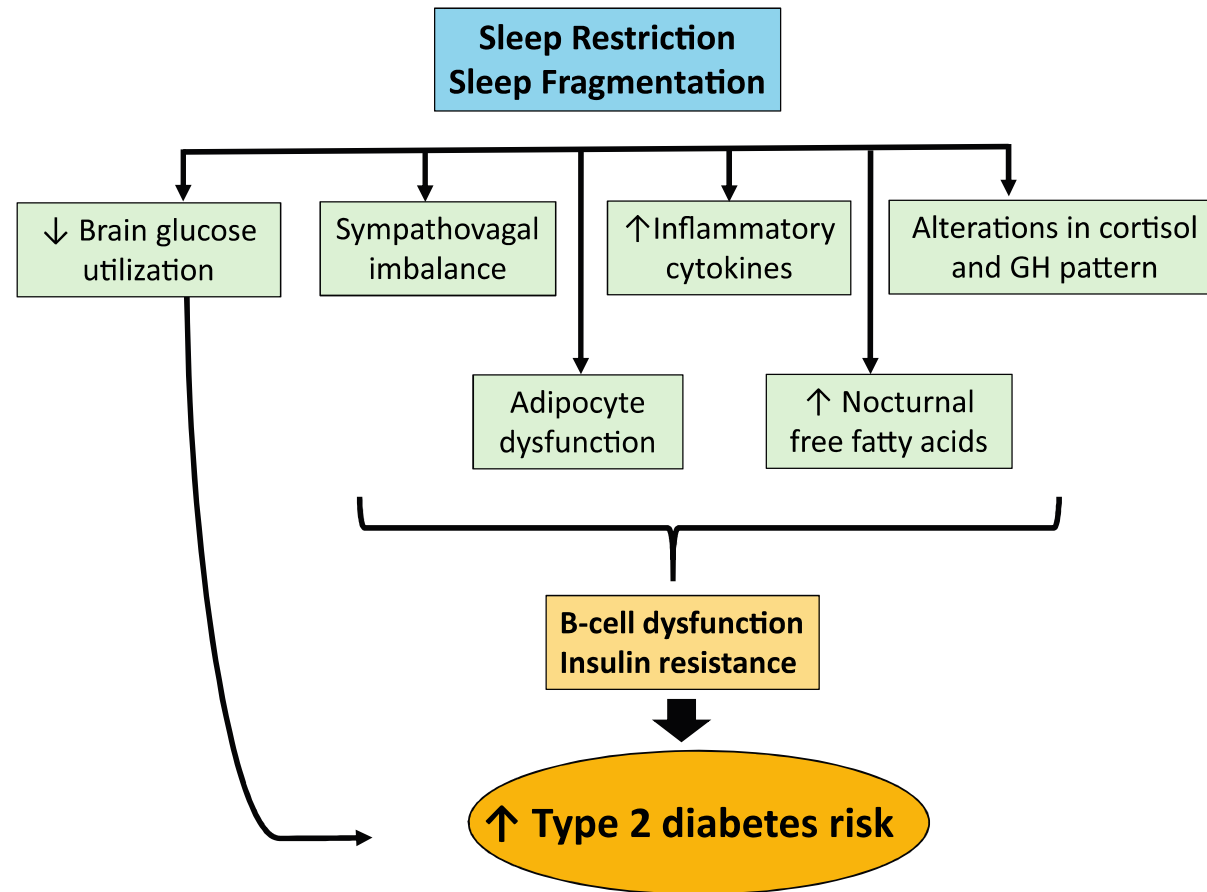 Sleep Restriction
Sleep Fragmentation
↓ Brain glucose
utilization
Sympathovagal
imbalance
↑Inflammatory
cytokines
Alterations in cortisol
and GH pattern
Adipocyte
dysfunction
↑ Nocturnal
free fatty acids
B-cell dysfunction
Insulin resistance
↑ Type 2 diabetes risk